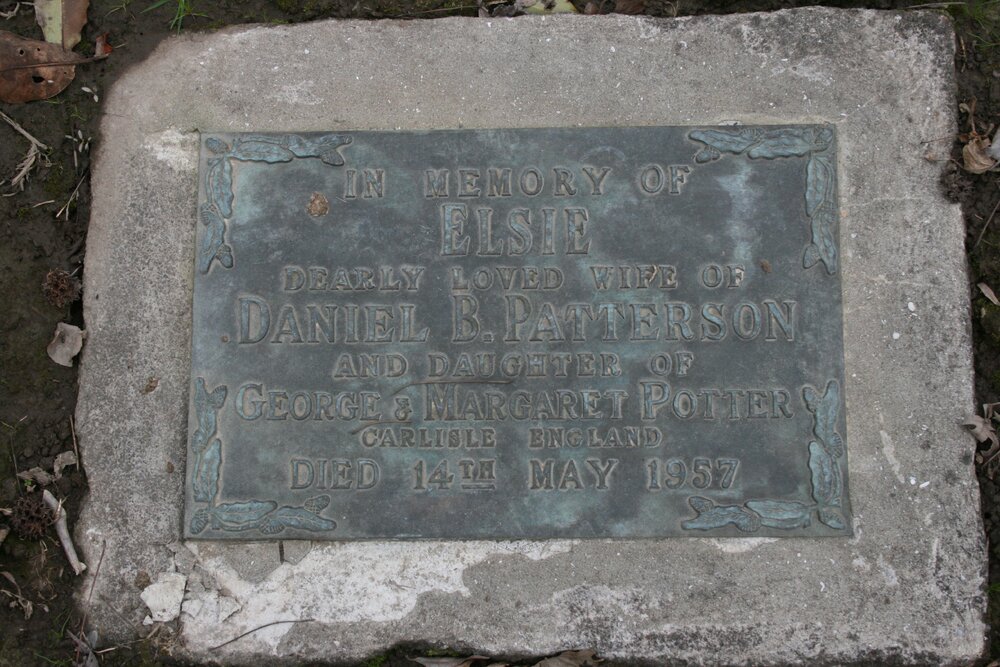 IN MEMORY OF
ELSIE
DEARLY LOVED WIFE OF
DANIEL B. PATTERSON
AND DAUGHTER OF
GEORGE & MARGARET POTTER
CARLISLE ENGLAND
DIED 14TH MAY 1957